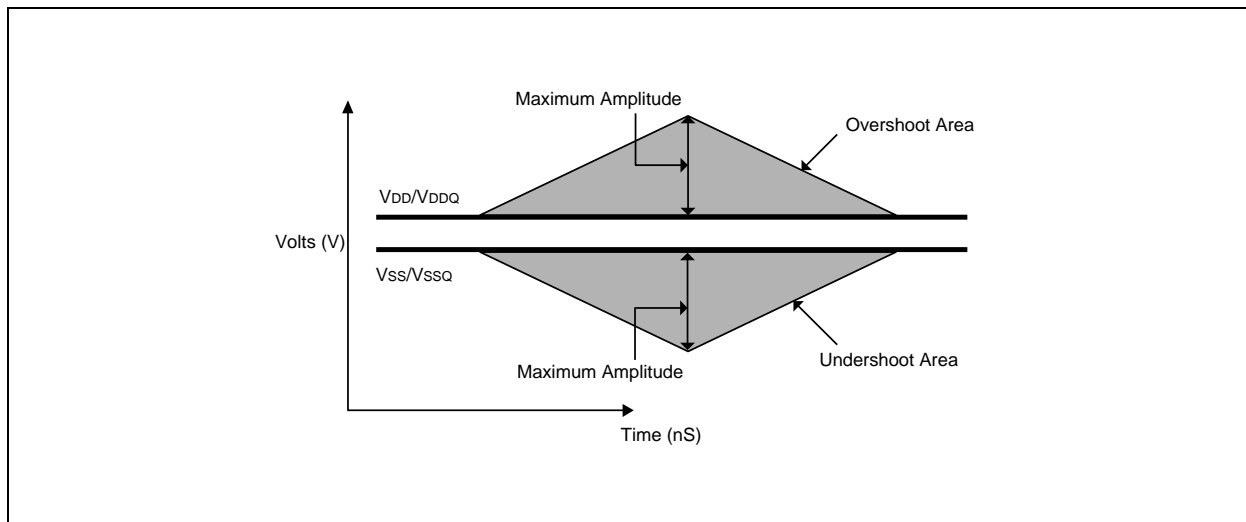 Maximum Amplitude
Overshoot Area
VDD/VDDQ
Volts (V)
VSS/VSSQ
Undershoot Area
Maximum Amplitude
Time (nS)